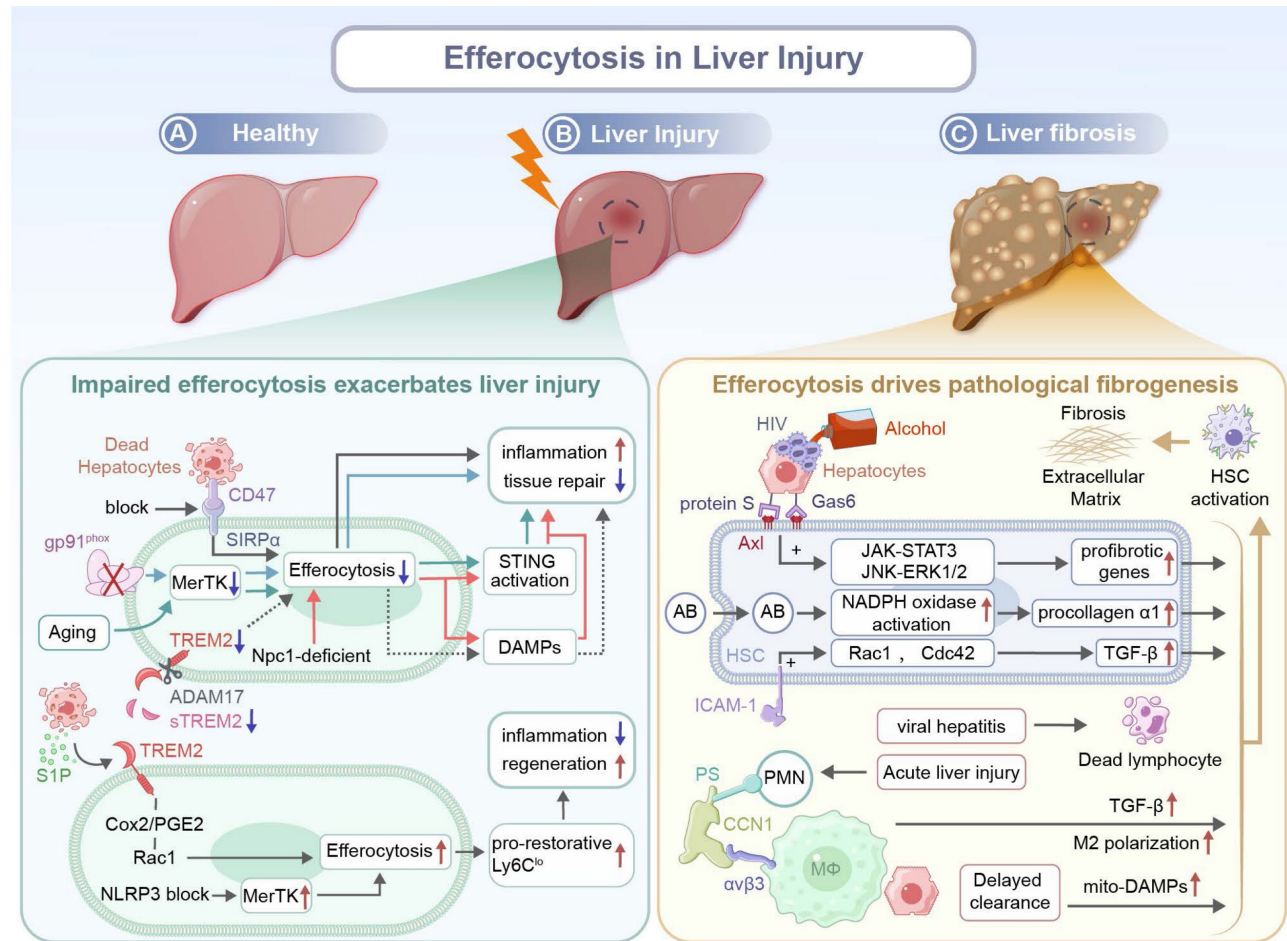 Efferocytosis in Liver Injury
A Healthy
B Liver Injury
C Liver fibrosis
Impaired efferocytosis exacerbates liver injury
Dead
Hepatocytes
CD47
block
SIRPα
gp91phox
MerTK
Efferocytosis
inflammation
tissue repair
STING
activation
Aging
TREM2
Npc1-deficient
DAMPs
ADAM17
sTREM2
S1P
TREM2
inflammation
regeneration
Cox2/PGE2
Rac1
Efferocytosis
pro-restorative
Ly6Clo
NLRP3 block
MerTK
Efferocytosis drives pathological fibrogenesis
HIV
Alcohol
Hepatocytes
Fibrosis
Extracellular
Matrix
HSC
activation
protein S
Gas6
Axl
+
JAK-STAT3
JNK-ERK1/2
profibrotic
genes
AB
AB
NADPH oxidase
activation
procollagen α1
HSC
+
Rac1 , Cdc42
TGF-β
ICAM-1
viral hepatitis
Dead lymphocyte
PS
PMN
Acute liver injury
CCN1
TGF-β
M2 polarization
MΦ
αvβ3
Delayed
clearance
mito-DAMPs